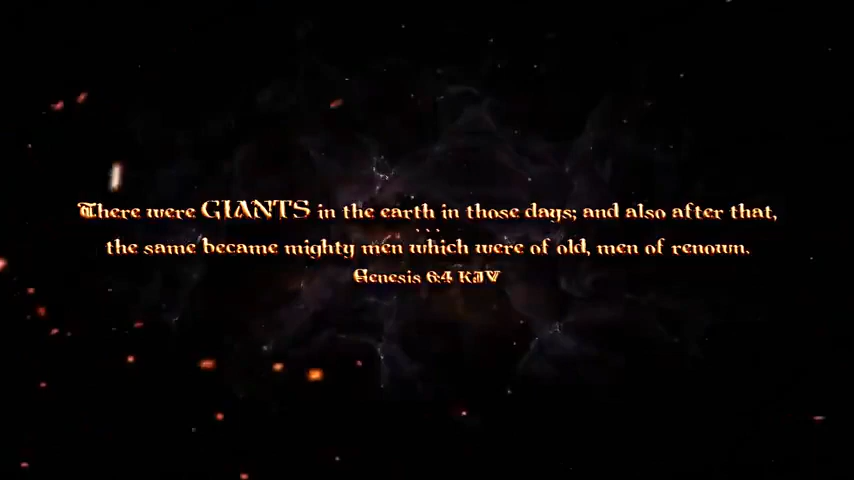 There were GIANTS in the earth in those days; and also after that,
. . .
the same became mighty men which were of old, men of renown.
Genesis 6:4 KJV